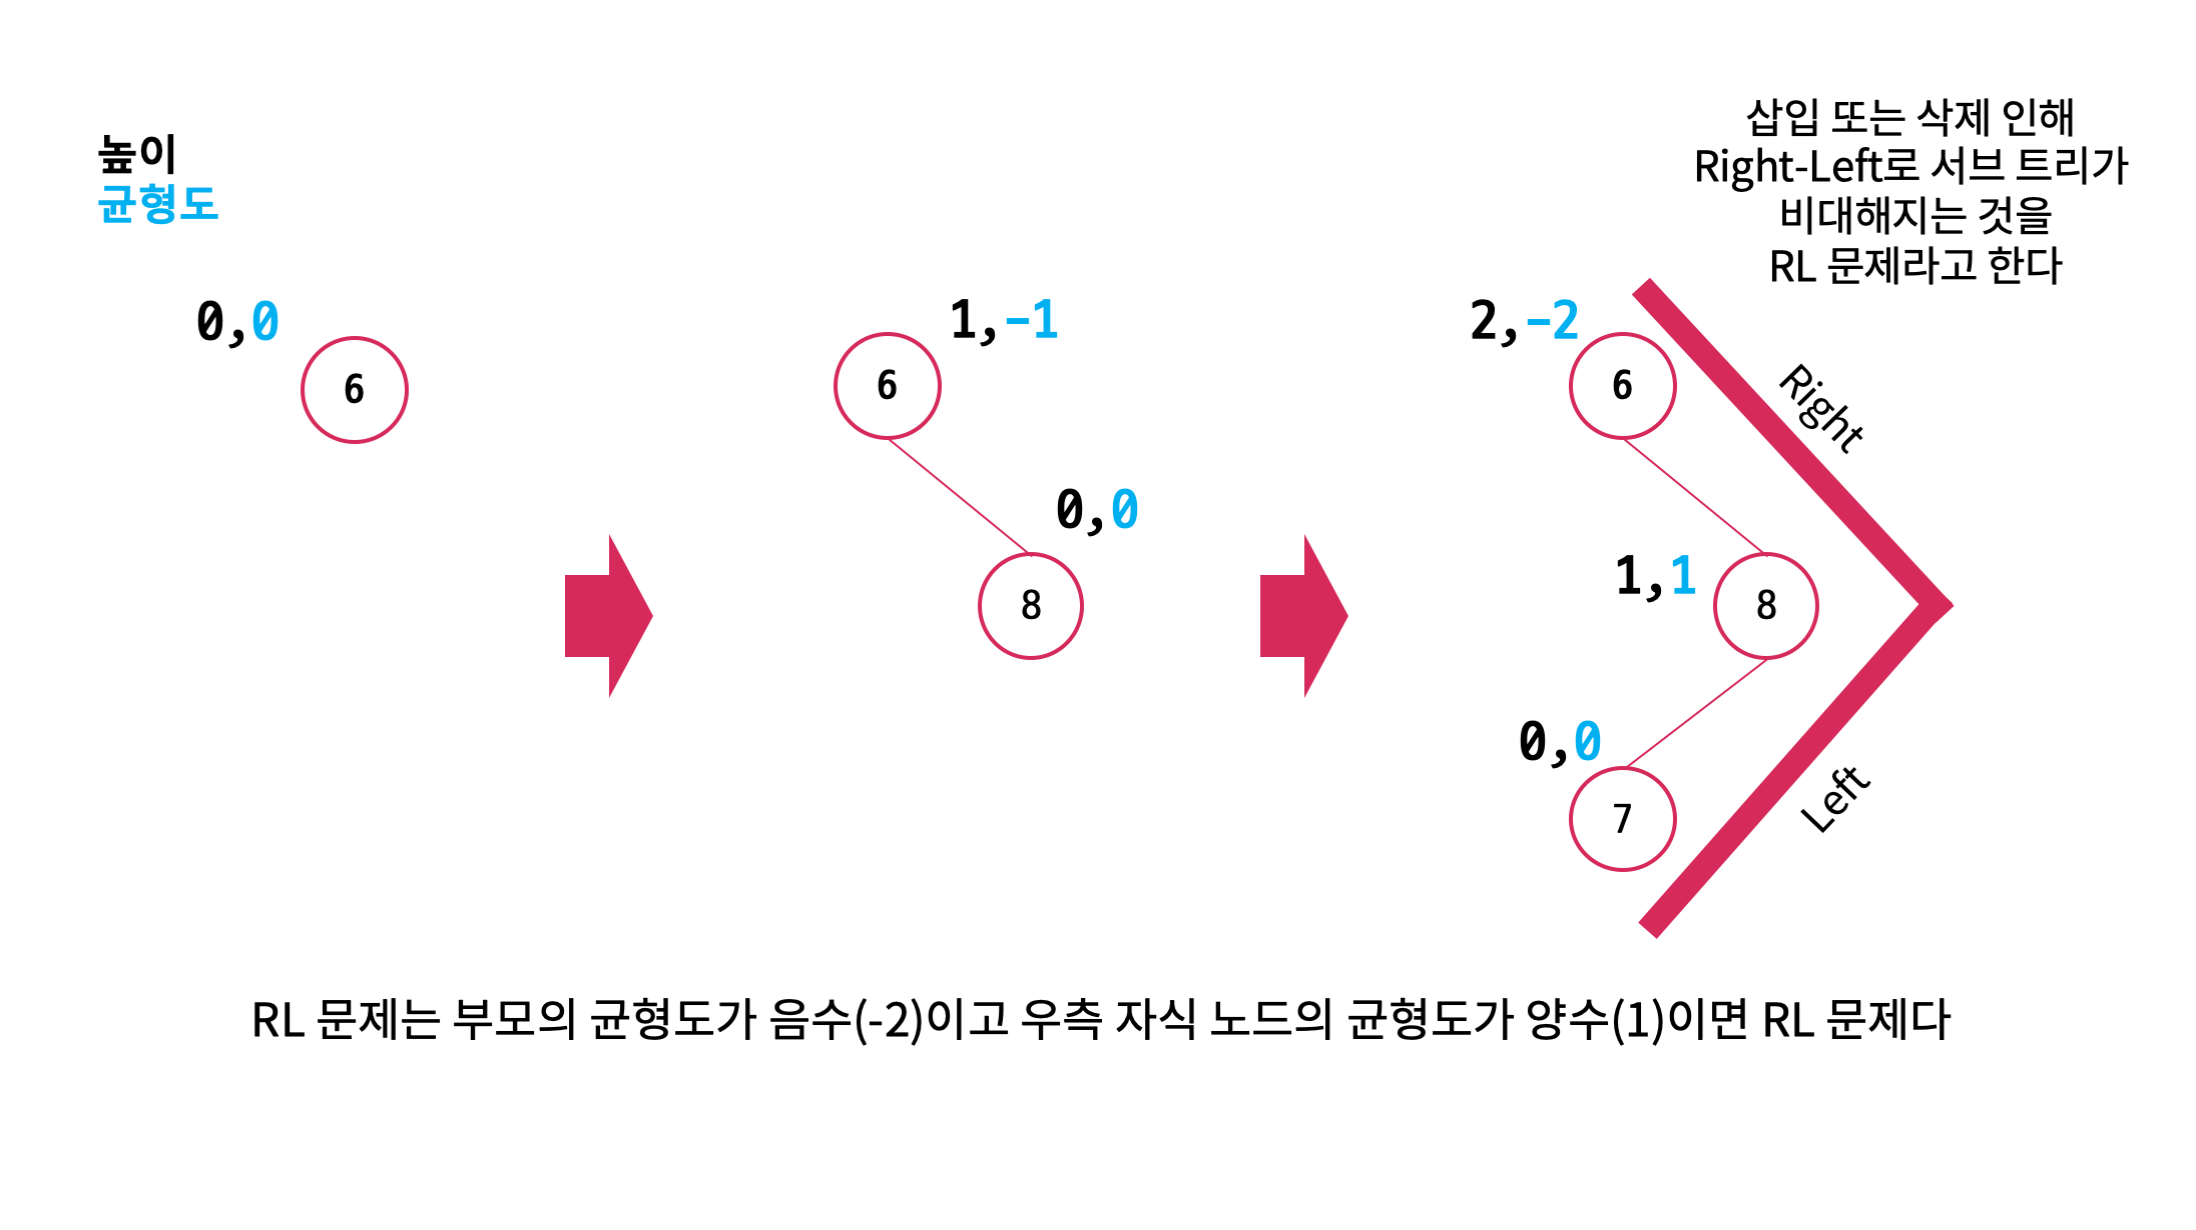 높이
균형도
삽입 또는 삭제 인해
Right-Left로 서브 트리가
비대해지는 것을
RL 문제라고 한다
0,0
6
1,-1
6
0,0
8
2,-2
6
Right
1,1
8
0,0
7
Left
RL 문제는 부모의 균형도가 음수(-2)이고 우측 자식 노드의 균형도가 양수(1)이면 RL 문제다